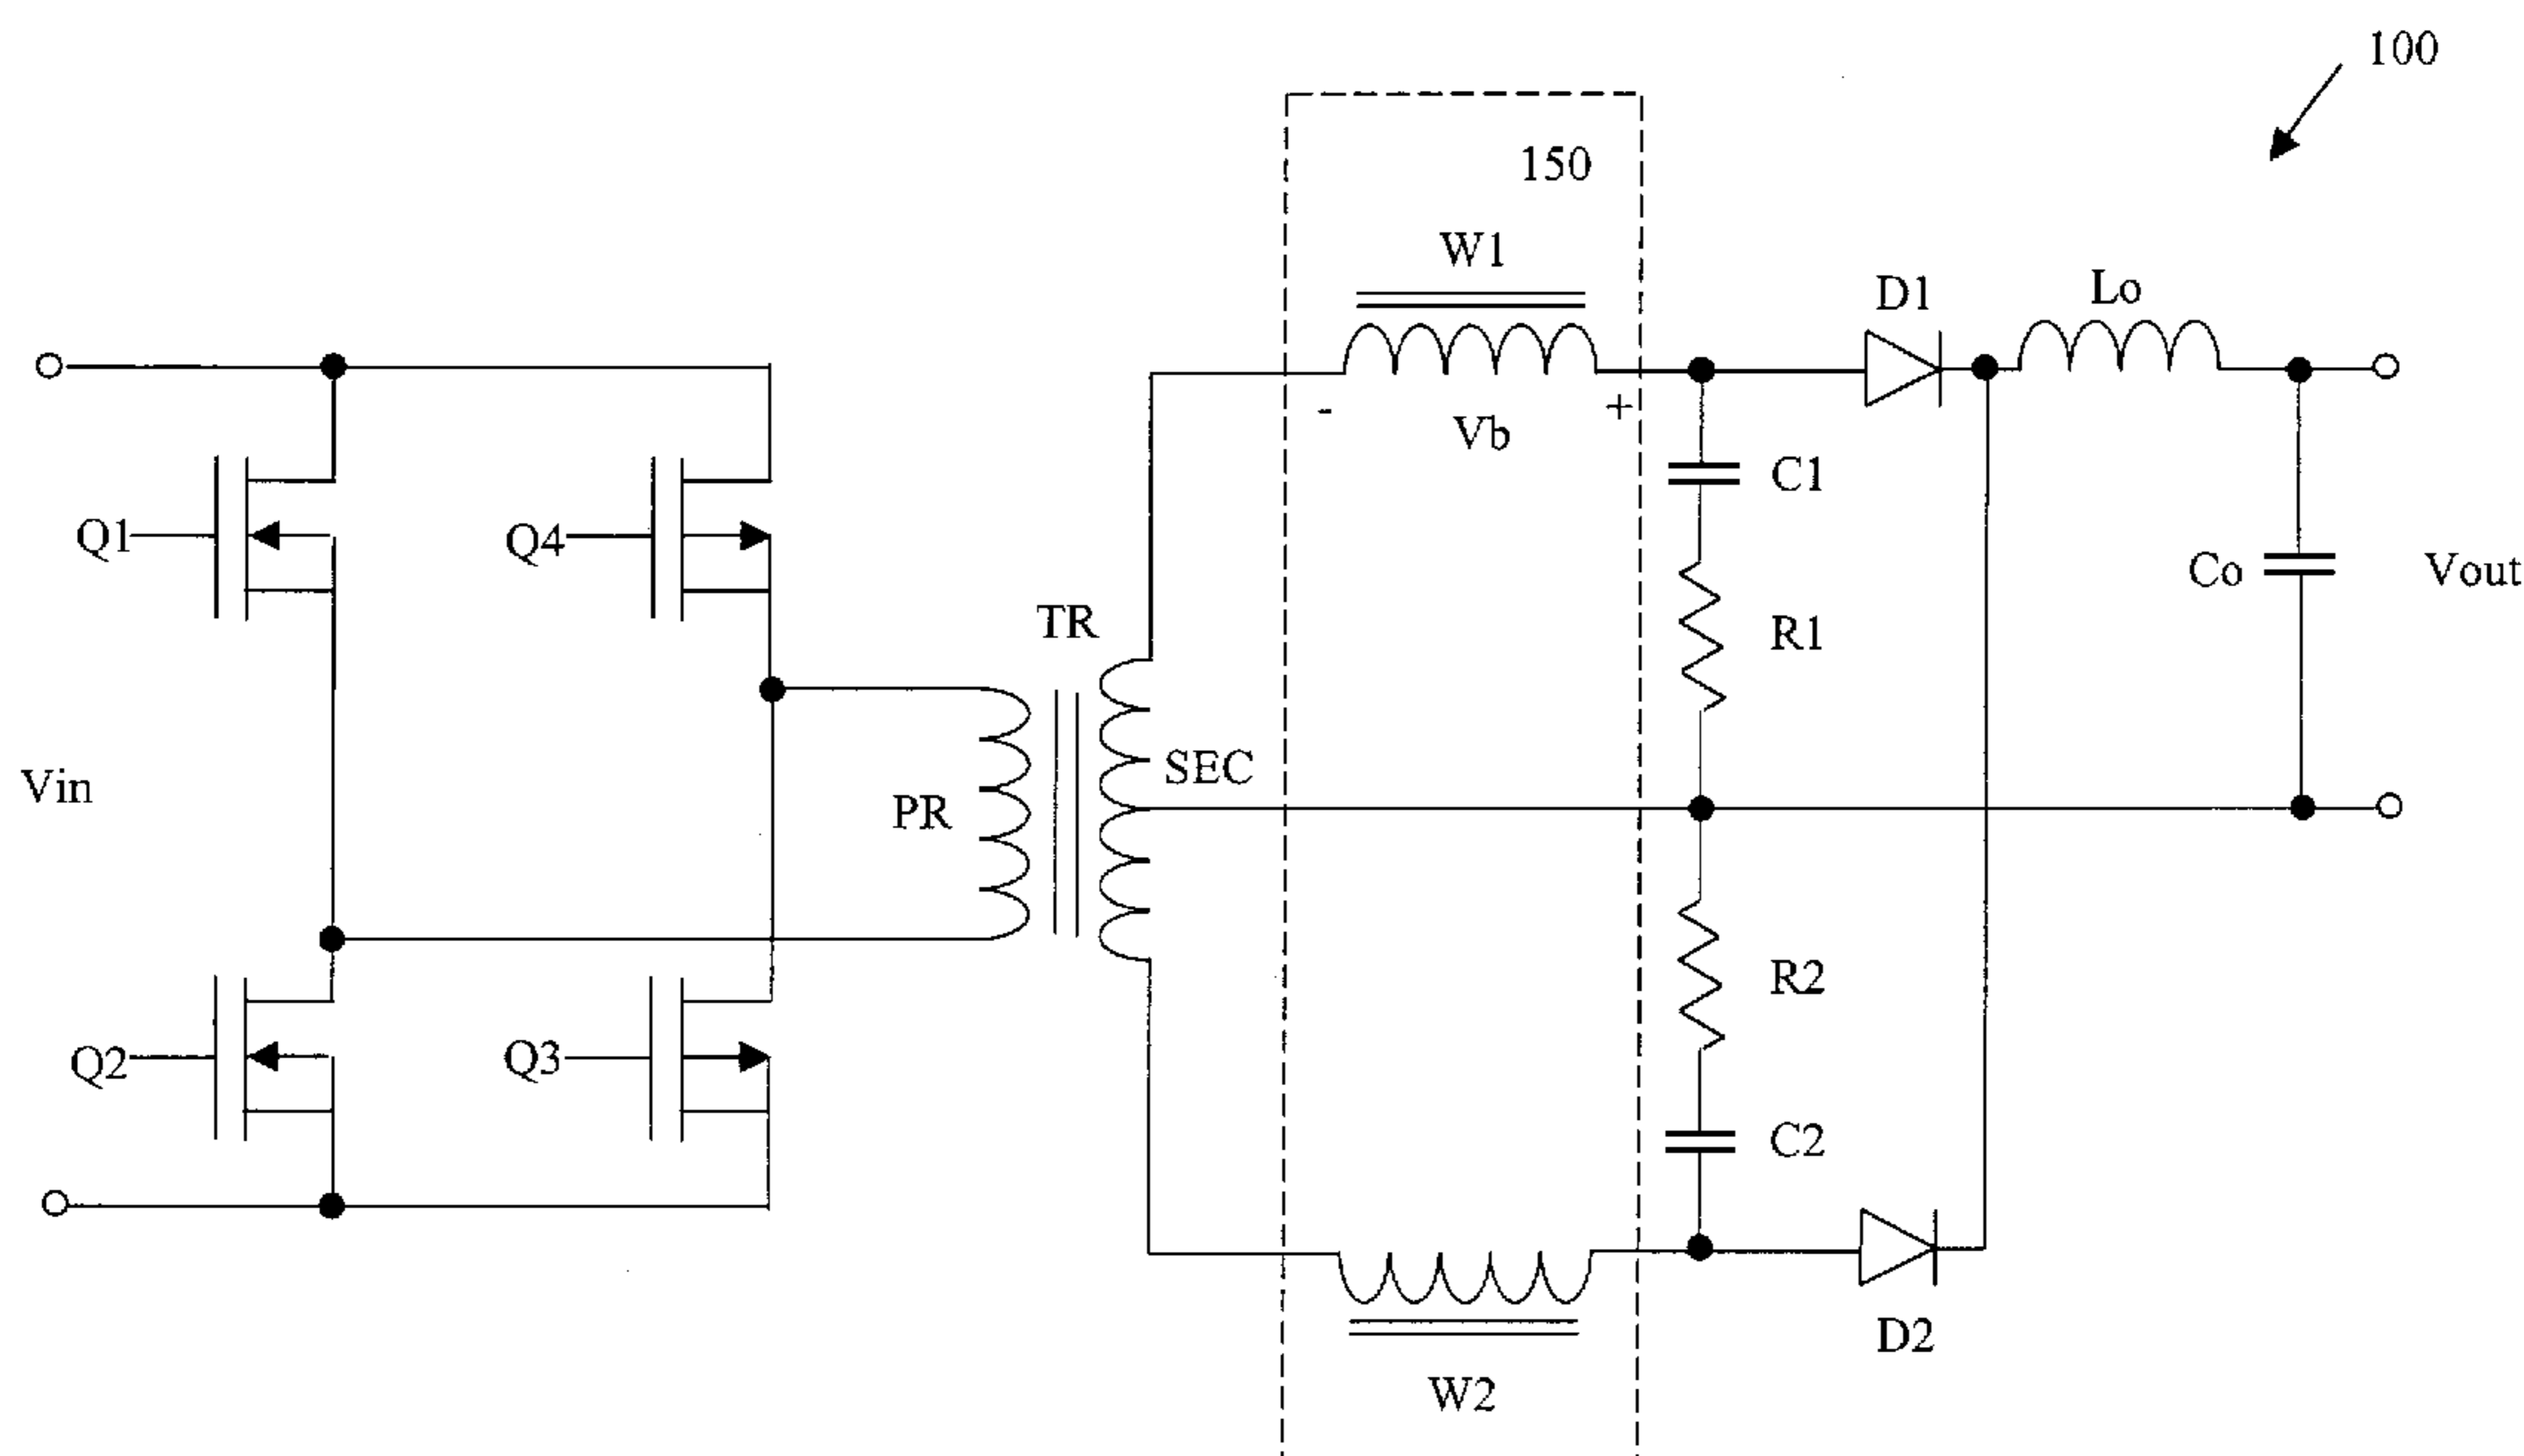 100
150
W1
D1
Lo
- +
Vb
C1
Q1
Q4
Co
Vout
TR
R1
SEC
Vin
PR
R2
Q2
Q3
C2
D2
W2